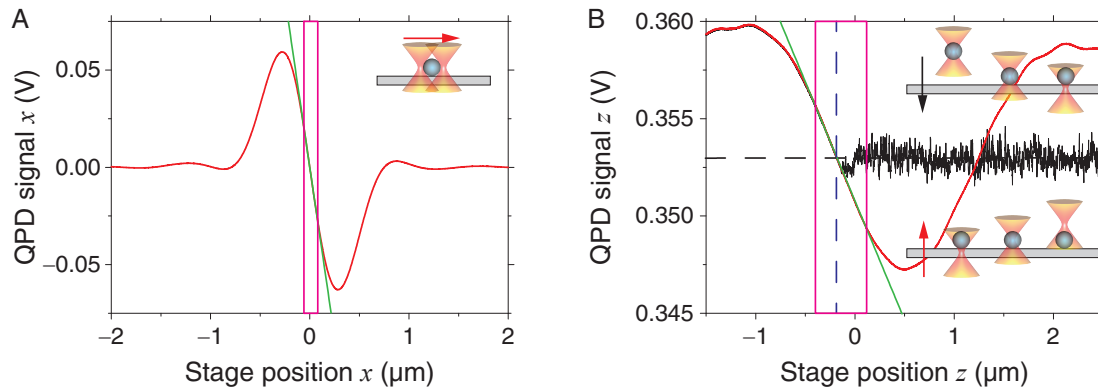 A
QPD signal x (V)
0.05
0.00
−0.05
−2
−1
0
1
2
Stage position x (µm)
B
QPD signal z (V)
0.360
0.355
0.350
0.345
−1
0
1
2
Stage position z (µm)